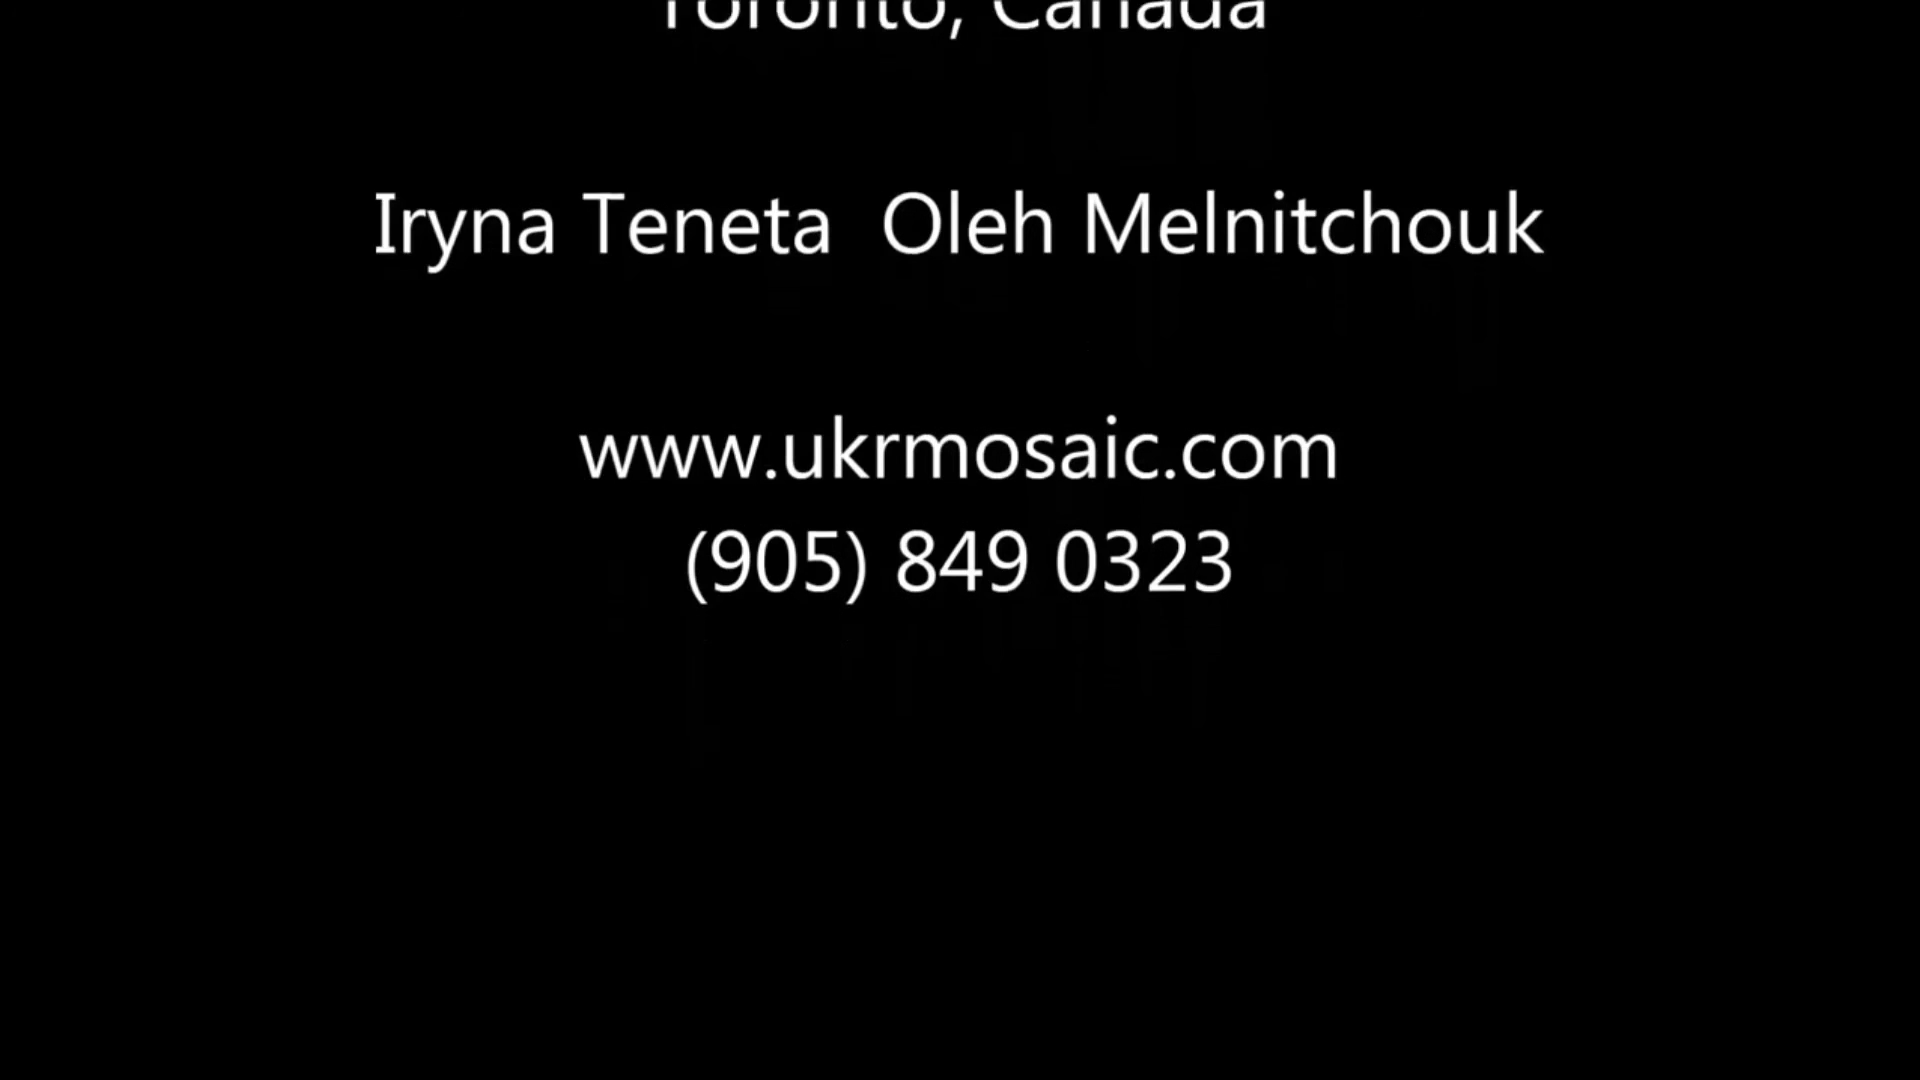 Toronto, Canada
Iryna Teneta  Oleh Melnitchouk
www.ukrmosaic.com
(905) 849 0323